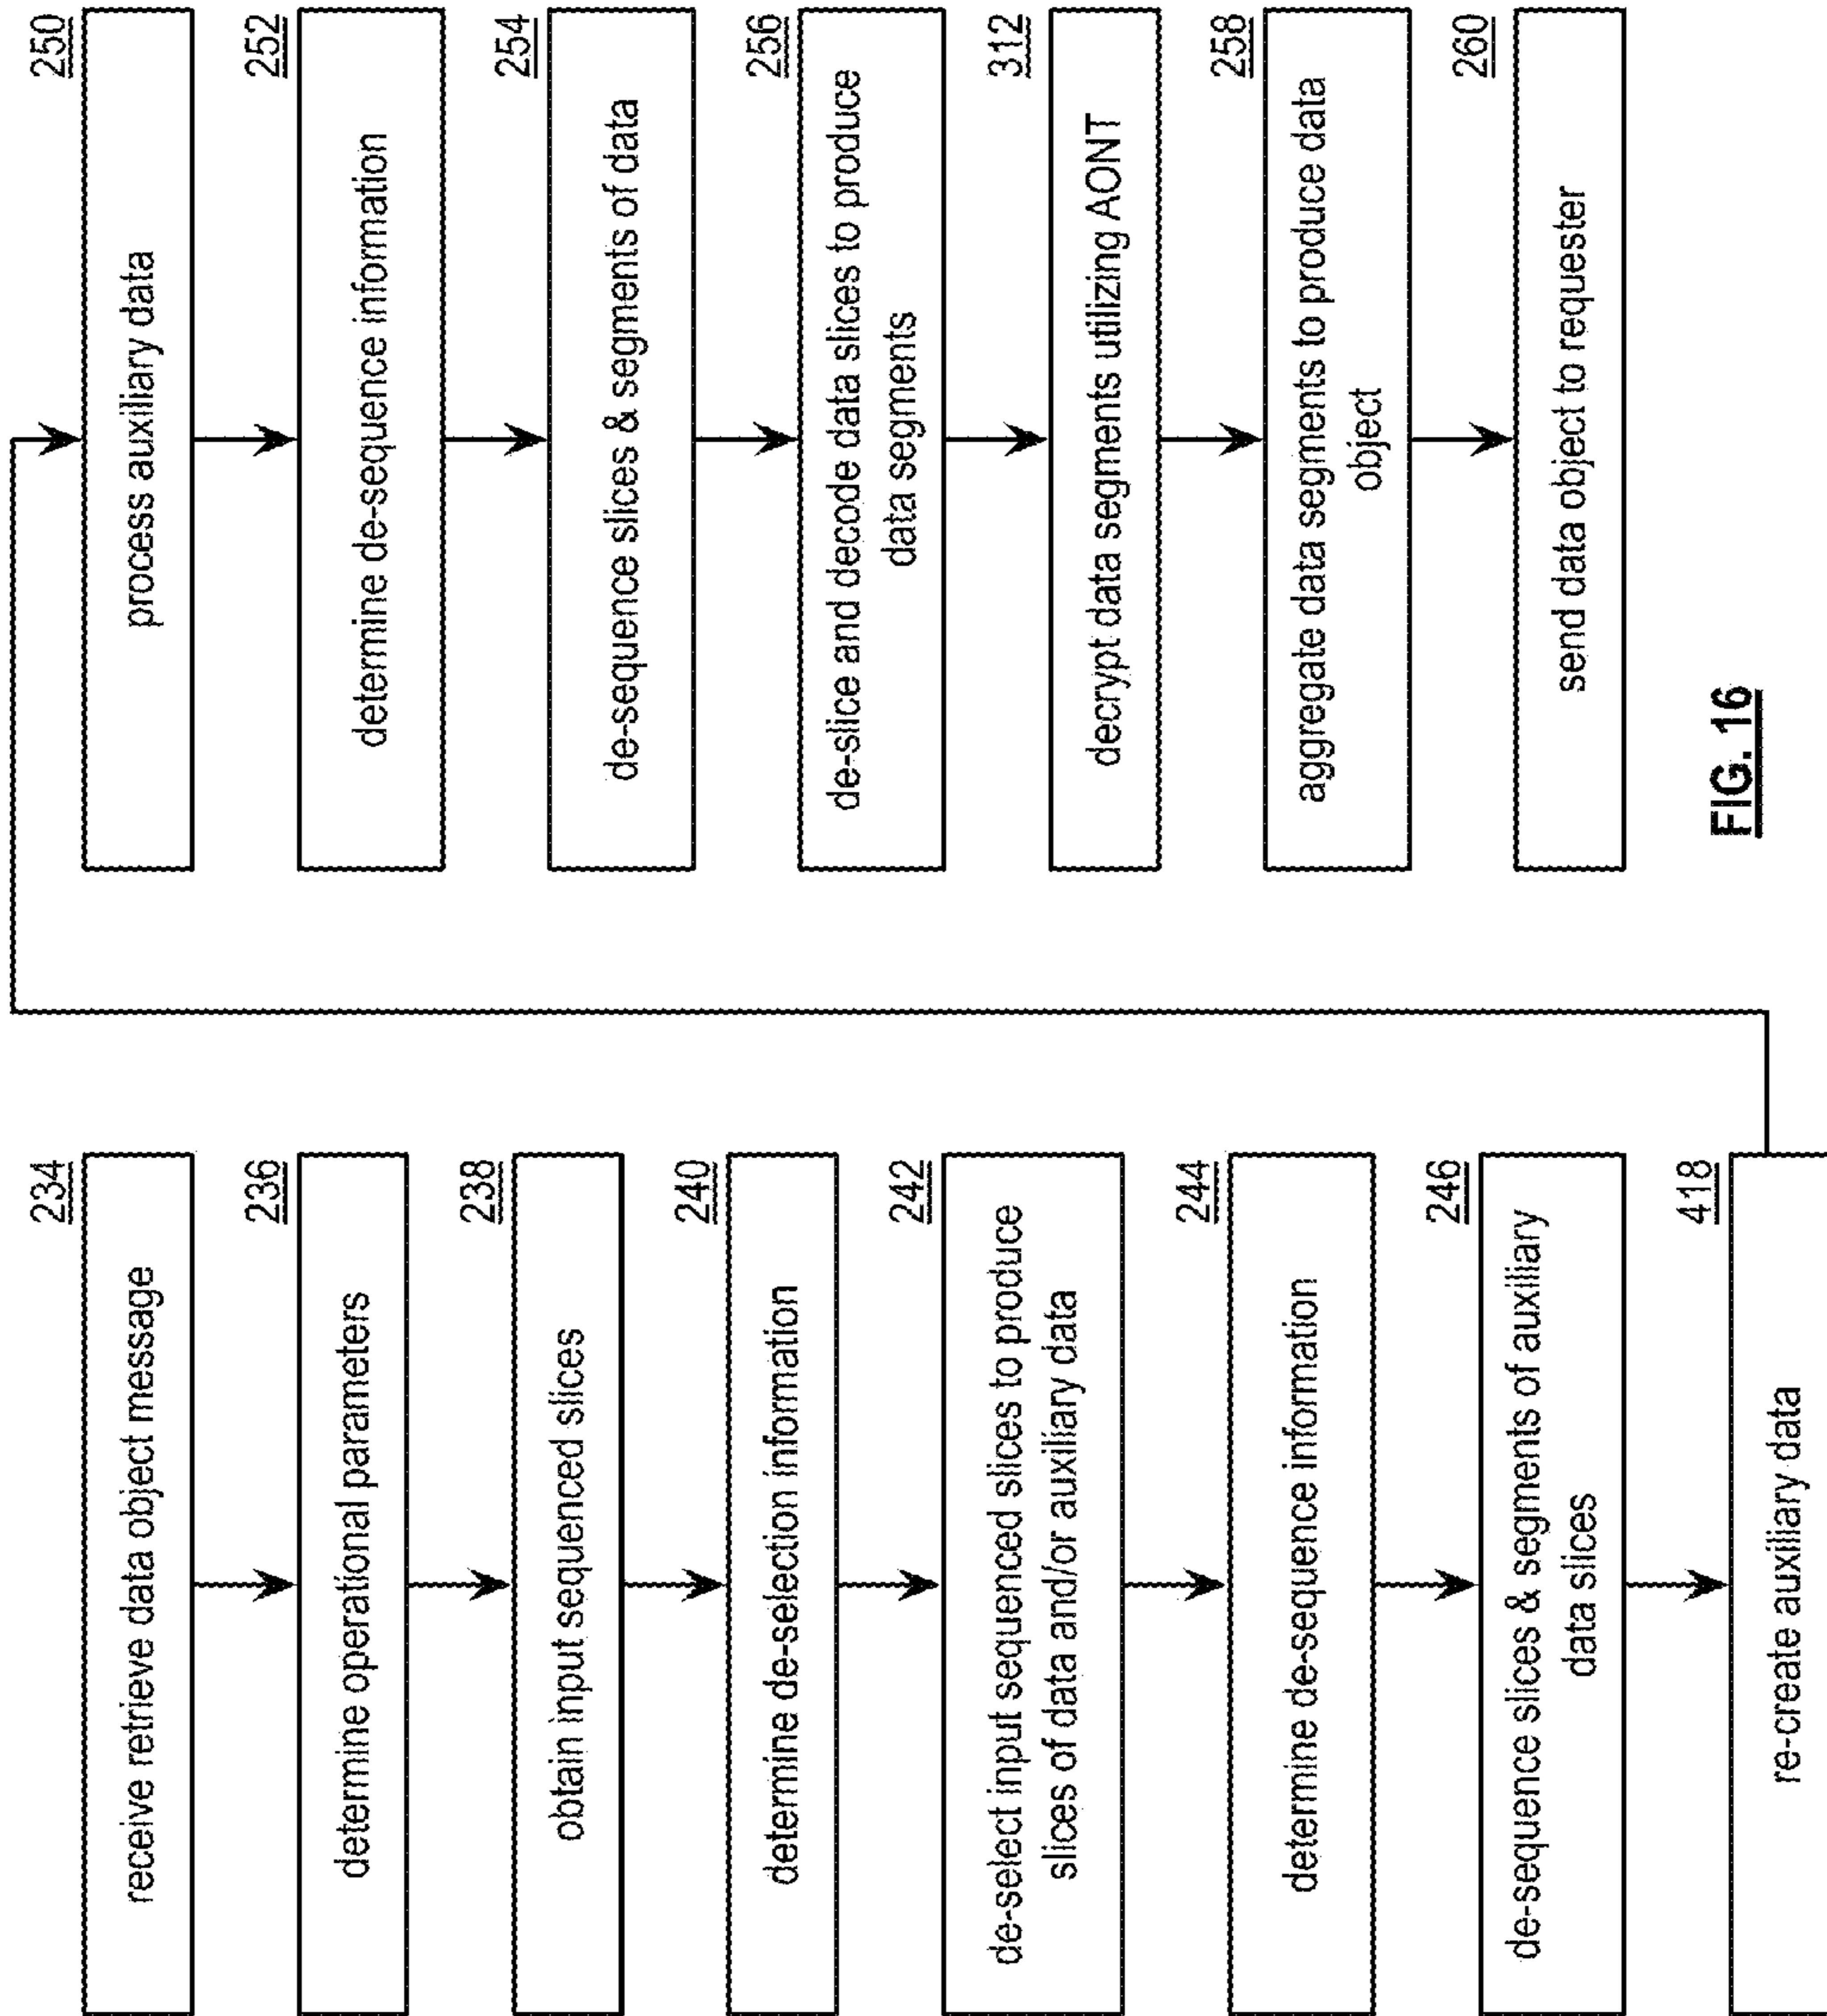 234
receive retrieve data object message
236
determine operational parameters
238
obtain input sequenced slices
240
determine de-selection information
242
de-select input sequenced slices to produce
slices of data and/or auxiliary data
244
determine de-sequence information
246
de-sequence slices & segments of auxiliary
data slices
418
re-create auxiliary data
250
process auxiliary data
252
determine de-sequence information
254
de-sequence slices & segments of data
256
de-slice and decode data slices to produce
data segments
312
decrypt data segments utilizing AONT
258
aggregate data segments to produce data
object
260
send data object to requester
FIG. 16